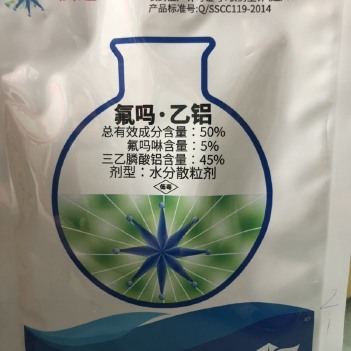 产品标准号:Q/SSCC119-2014
氟吗·乙铝
总有效成分含量：50%
氟吗啉含量：5%
三乙膦酸铝含量：45%
剂型：水分散粒剂
低毒